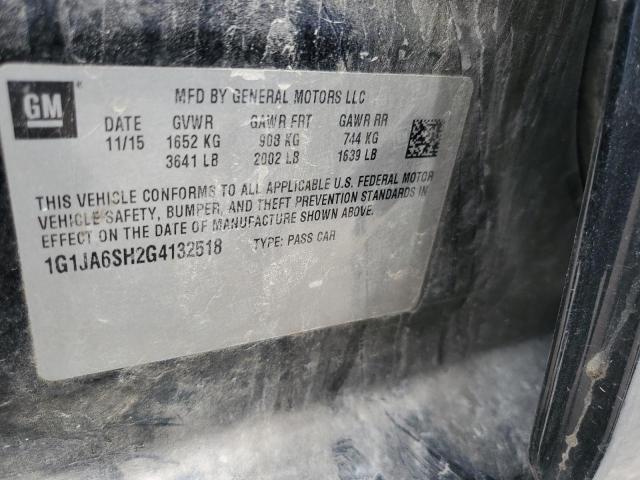 GM
MFD BY GENERAL MOTORS LLC
DATE GVWR GAWR FRT GAWR RR
11/15 1652 KG 908 KG 744 KG
3641 LB 2002 LB 1639 LB
THIS VEHICLE CONFORMS TO ALL APPLICABLE U.S. FEDERAL MOTOR
VEHICLE SAFETY, BUMPER, AND THEFT PREVENTION STANDARDS IN
EFFECT ON THE DATE OF MANUFACTURE SHOWN ABOVE.
1G1JA6SH2G4132518 TYPE: PASS CAR